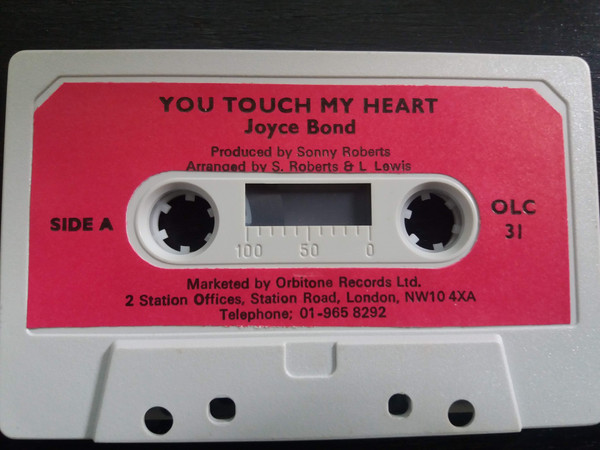 YOU TOUCH MY HEART
Joyce Bond
Produced by Sonny Roberts
Arranged by S. Roberts & L. Lewis
SIDE A
OLC
31
100 50 0
Marketed by Orbitone Records Ltd.
2 Station Offices, Station Road, London, NW10 4XA
Telephone; 01-965 8292